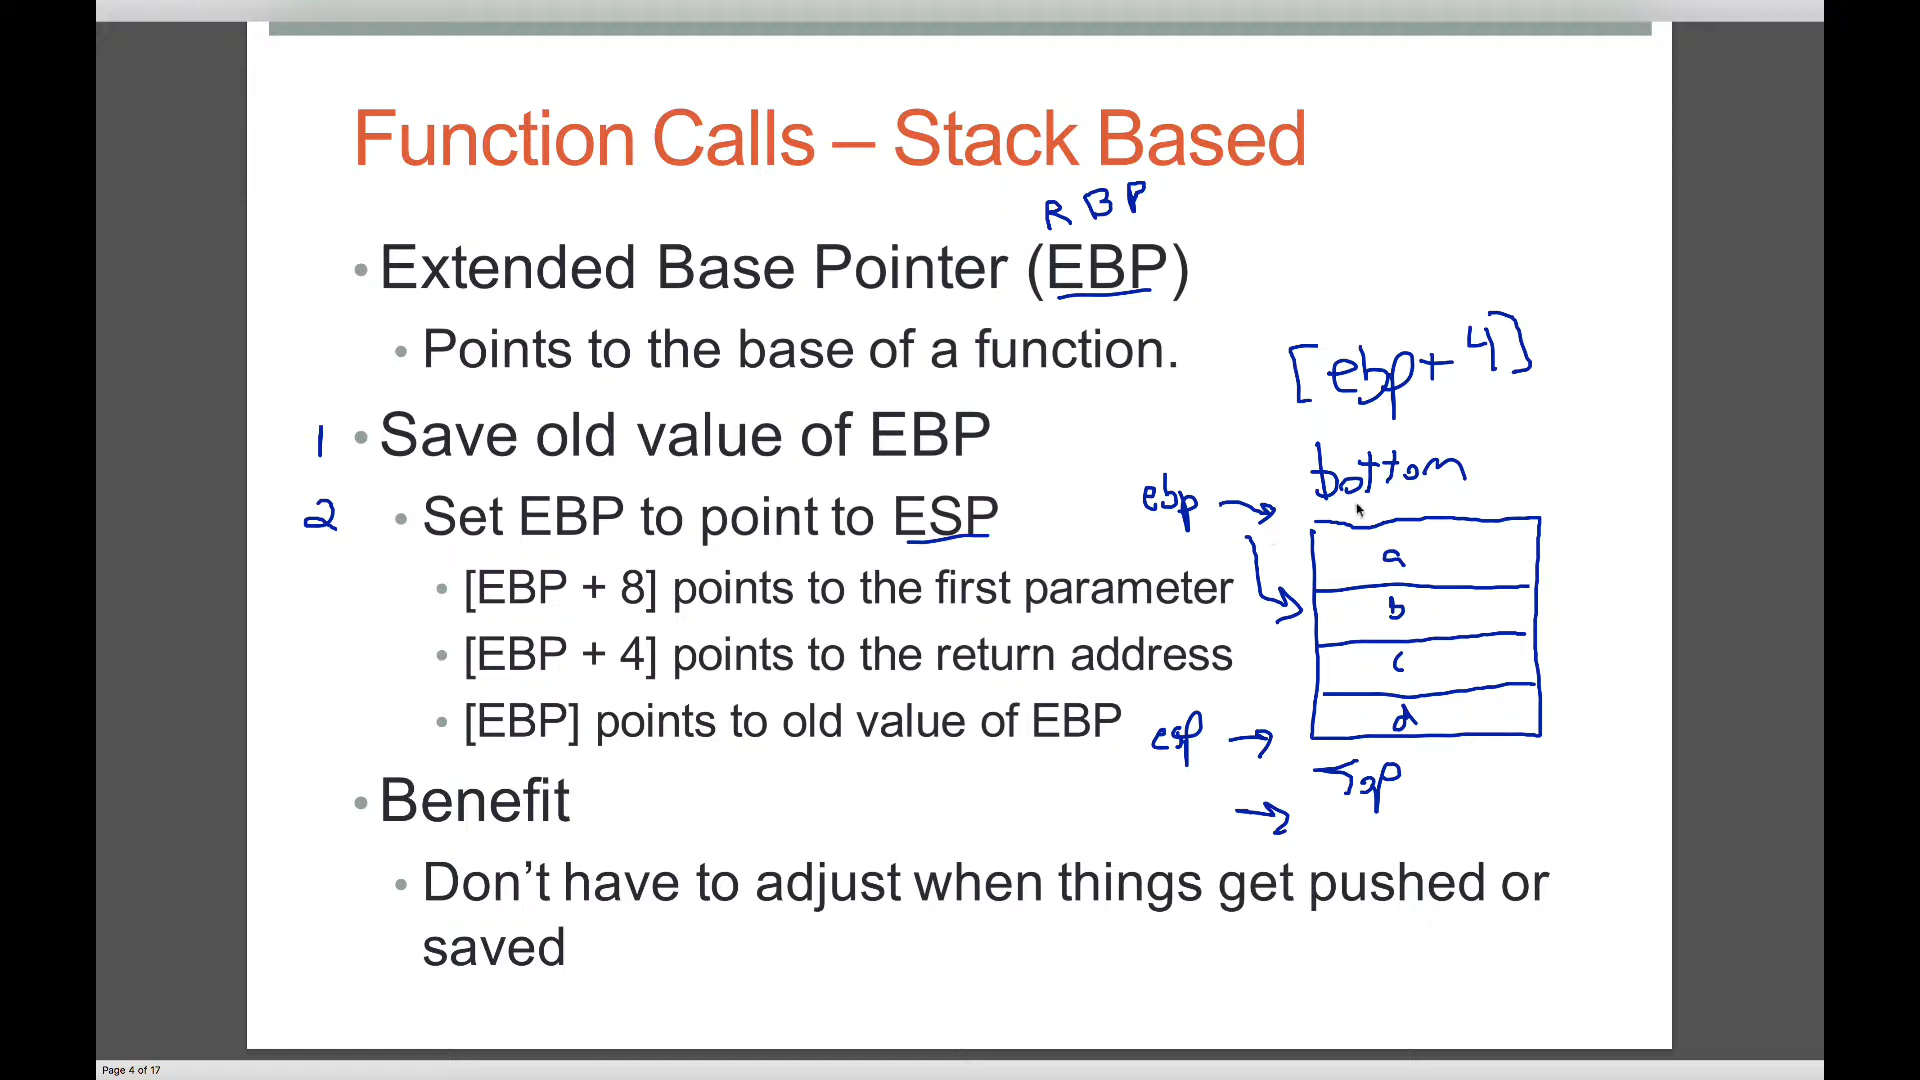 Function Calls – Stack Based
R B P
• Extended Base Pointer (EBP)
• Points to the base of a function.
[ebp+4]
1 • Save old value of EBP
bottom
ebp →
2 • Set EBP to point to ESP
a
• [EBP + 8] points to the first parameter
b
• [EBP + 4] points to the return address
c
• [EBP] points to old value of EBP
d
esp →
Top
• Benefit
• Don’t have to adjust when things get pushed or
saved
Page 4 of 17